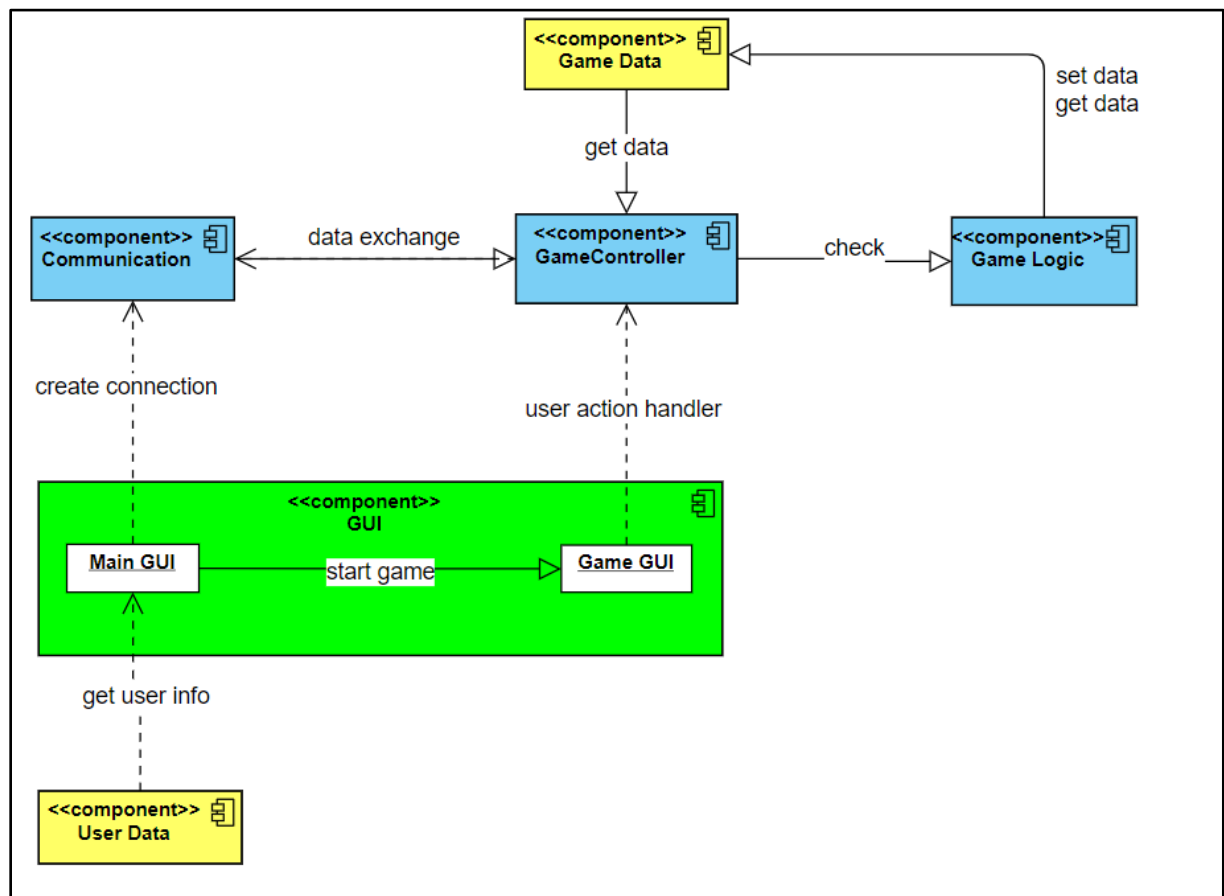 <<component>>
Game Data
set data
get data
get data
<<component>>
Communication
data exchange
<<component>>
GameController
check
<<component>>
Game Logic
create connection
user action handler
<<component>>
GUI
Main GUI
start game
Game GUI
get user info
<<component>>
User Data